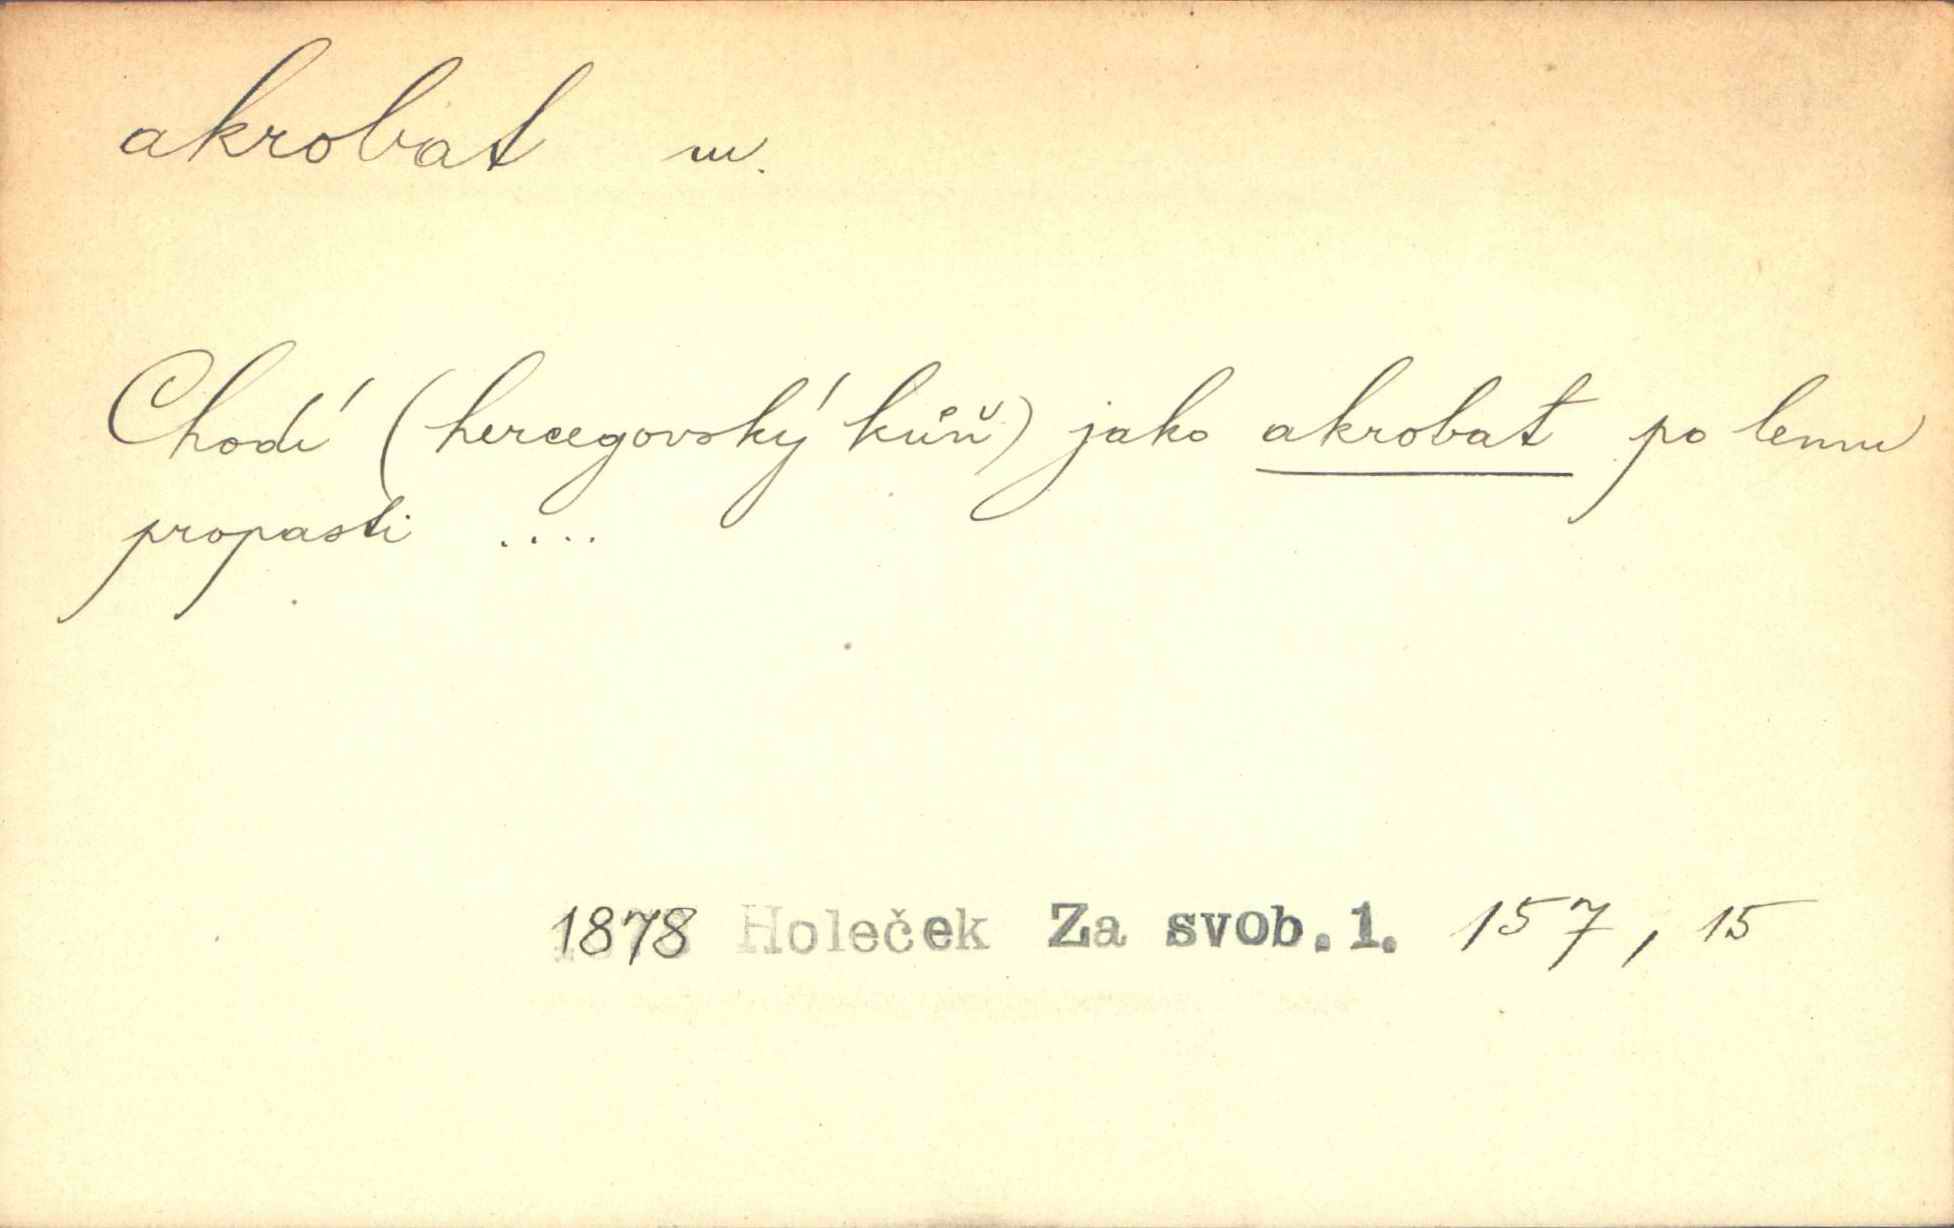 akrobat m.
Chodí (hercegovský kůň) jako akrobat po lemu
propasti ....
1878 Holeček Za svob. 1. 157, 15